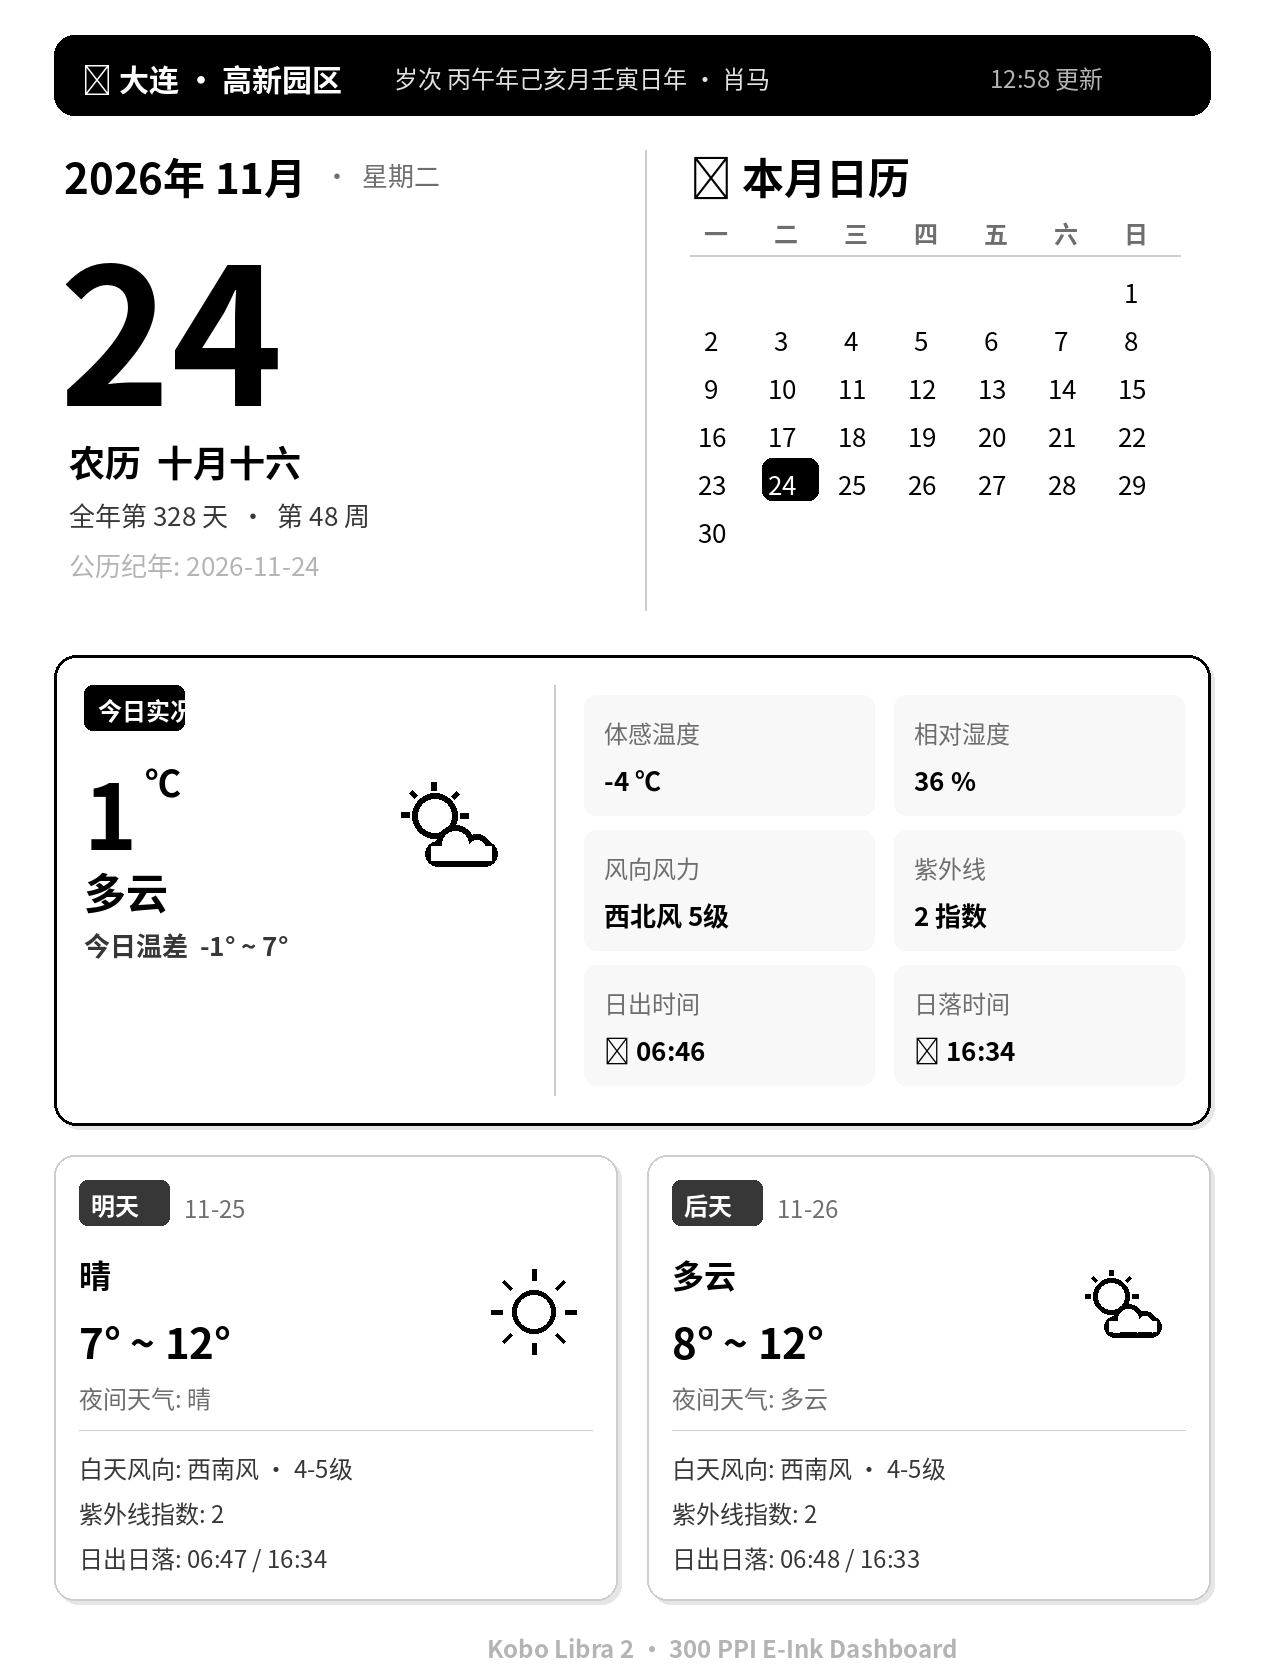 大连 · 高新园区 岁次 丙午年己亥月壬寅日年 · 肖马 12:58 更新
2026年 11月 · 星期二
24
农历 十月十六
全年第 328 天 · 第 48 周
公历纪年: 2026-11-24
本月日历
一 二 三 四 五 六 日
1
2 3 4 5 6 7 8
9 10 11 12 13 14 15
16 17 18 19 20 21 22
23 24 25 26 27 28 29
30
今日实况
1 ℃
多云
今日温差 -1° ~ 7°
体感温度
-4 ℃
相对湿度
36 %
风向风力
西北风 5级
紫外线
2 指数
日出时间
06:46
日落时间
16:34
明天 11-25
晴
7° ~ 12°
夜间天气: 晴
白天风向: 西南风 · 4-5级
紫外线指数: 2
日出日落: 06:47 / 16:34
后天 11-26
多云
8° ~ 12°
夜间天气: 多云
白天风向: 西南风 · 4-5级
紫外线指数: 2
日出日落: 06:48 / 16:33
Kobo Libra 2 · 300 PPI E-Ink Dashboard